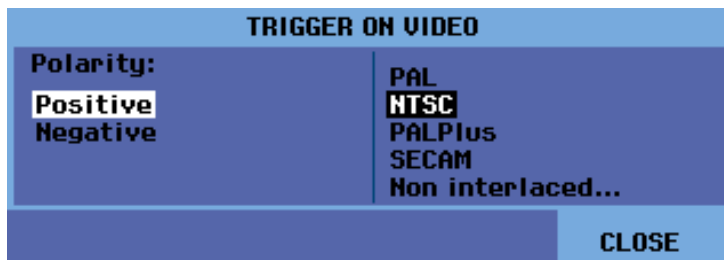 TRIGGER ON VIDEO
Polarity:
Positive
Negative
PAL
NTSC
PALPlus
SECAM
Non interlaced...
CLOSE